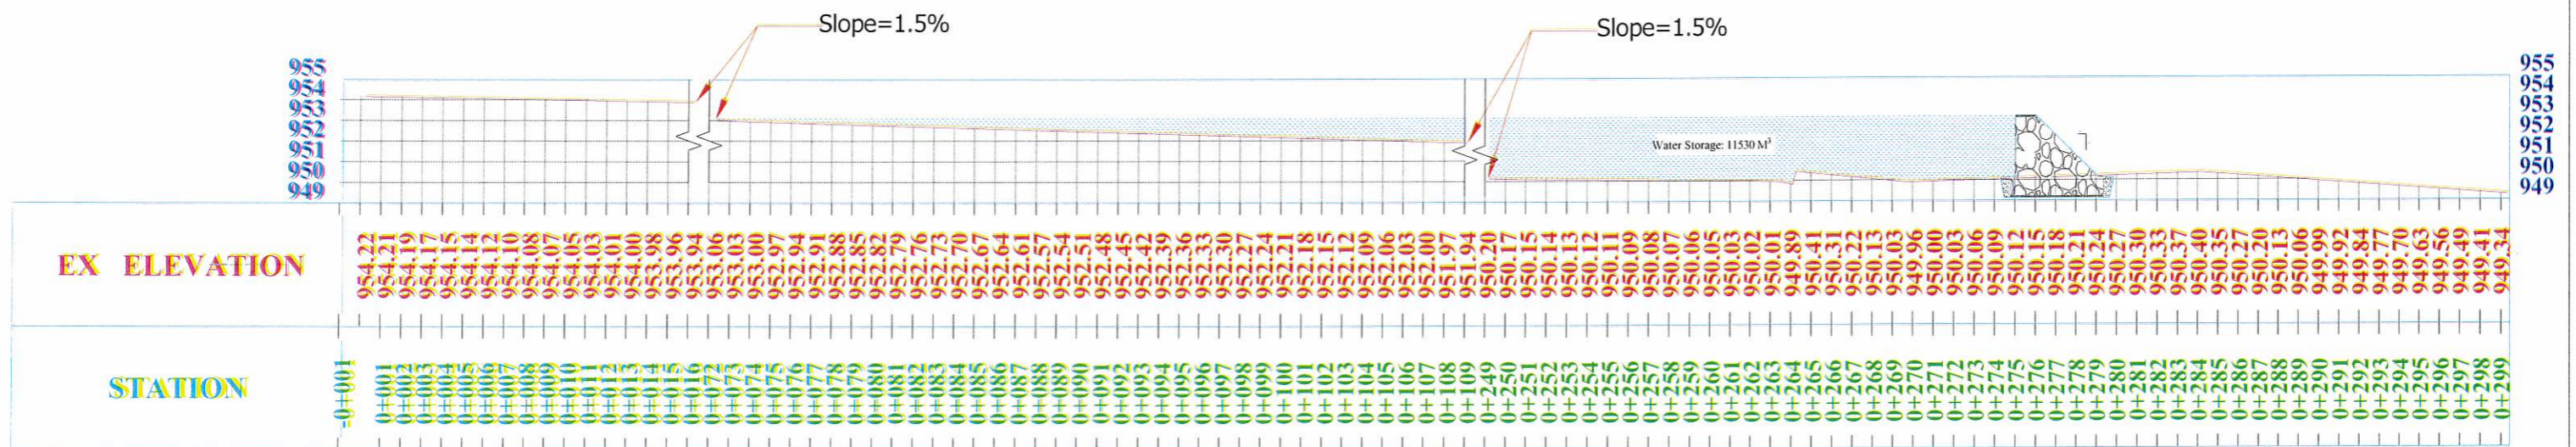 Slope=1.5%
Slope=1.5%
955
954
953
952
951
950
949
955
954
953
952
951
950
949
Water Storage: 11530 M³
EX ELEVATION
954.22 954.21 954.19 954.17 954.15 954.14 954.12 954.10 954.08 954.07 954.05 954.03 954.01 954.00 953.98 953.96 953.94 953.06 953.03 953.00 952.97 952.94 952.91 952.88 952.85 952.82 952.79 952.76 952.73 952.70 952.67 952.64 952.61 952.57 952.54 952.51 952.48 952.45 952.42 952.39 952.36 952.33 952.30 952.27 952.24 952.21 952.18 952.15 952.12 952.09 952.06 952.03 952.00 951.97 951.94 950.20 950.17 950.15 950.14 950.13 950.12 950.11 950.09 950.08 950.07 950.06 950.05 950.03 950.02 950.01 949.89 950.41 950.31 950.22 950.13 950.03 949.96 950.00 950.03 950.06 950.09 950.12 950.15 950.18 950.21 950.24 950.27 950.30 950.33 950.37 950.40 950.35 950.27 950.20 950.13 950.06 949.99 949.92 949.84 949.77 949.70 949.63 949.56 949.49 949.41 949.34
STATION
-0+001 0+001 0+002 0+003 0+004 0+005 0+006 0+007 0+008 0+009 0+010 0+011 0+012 0+013 0+014 0+015 0+016 0+072 0+073 0+074 0+075 0+076 0+077 0+078 0+079 0+080 0+081 0+082 0+083 0+084 0+085 0+086 0+087 0+088 0+089 0+090 0+091 0+092 0+093 0+094 0+095 0+096 0+097 0+098 0+099 0+100 0+101 0+102 0+103 0+104 0+105 0+106 0+107 0+108 0+109 0+249 0+250 0+251 0+252 0+253 0+254 0+255 0+256 0+257 0+258 0+259 0+260 0+261 0+262 0+263 0+264 0+265 0+266 0+267 0+268 0+269 0+270 0+271 0+272 0+273 0+274 0+275 0+276 0+277 0+278 0+279 0+280 0+281 0+282 0+283 0+284 0+285 0+286 0+287 0+288 0+289 0+290 0+291 0+292 0+293 0+294 0+295 0+296 0+297 0+298 0+299